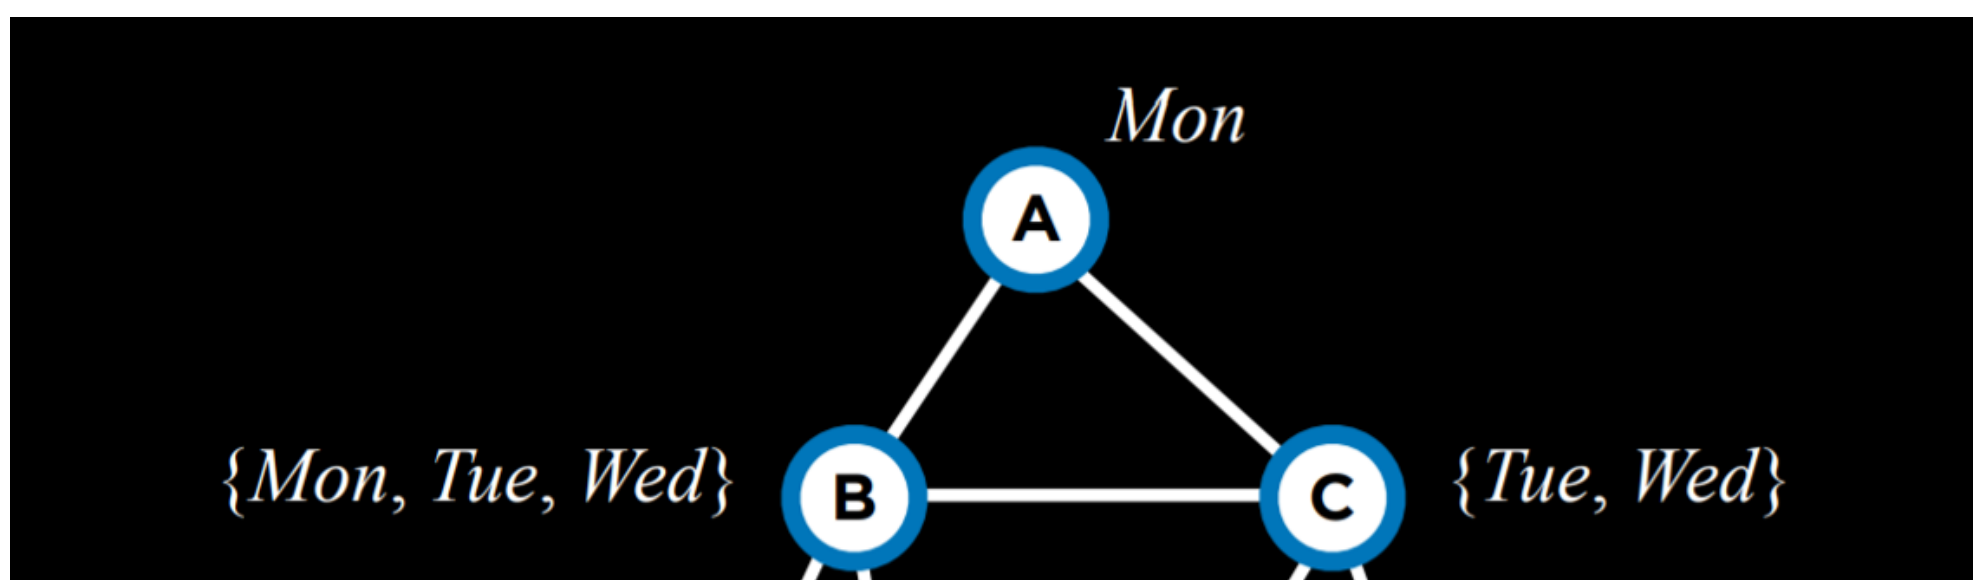 Mon
A
{Mon, Tue, Wed} B C {Tue, Wed}